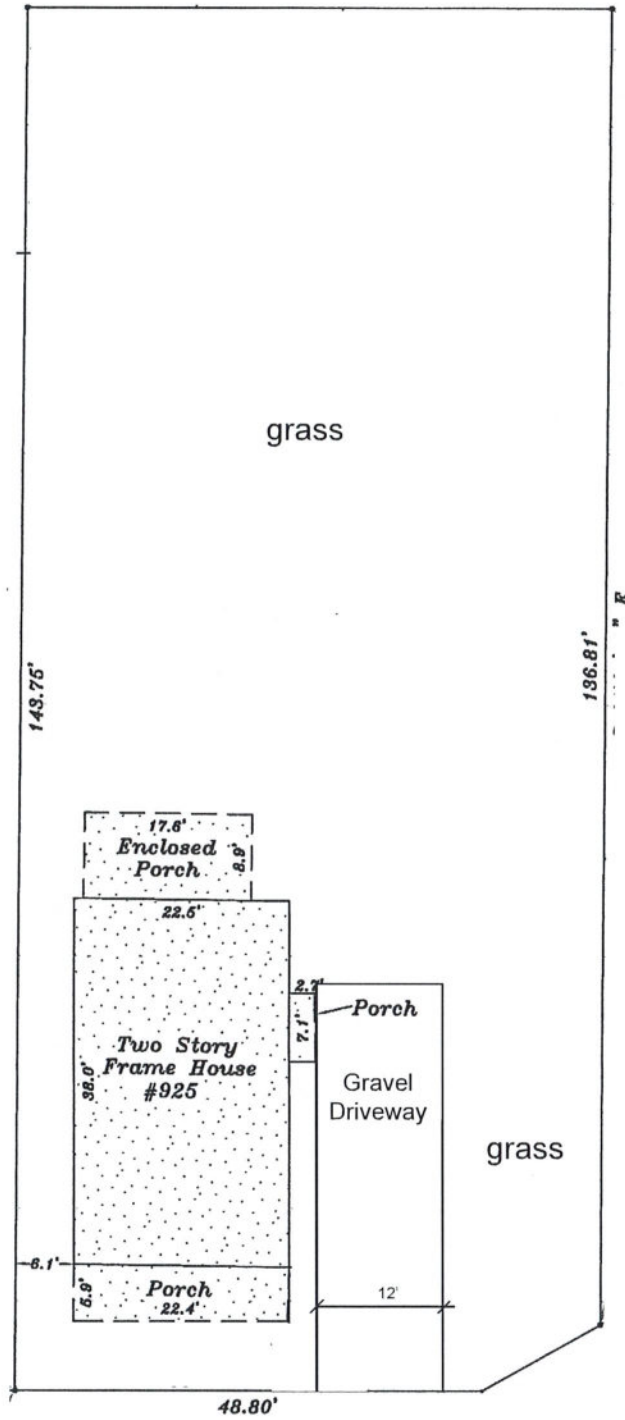 grass
143.75'
136.81'
" E
17.6'
Enclosed
Porch
8.9'
22.5'
2.7'
Porch
7.1'
Two Story
Frame House
#925
38.0'
Gravel
Driveway
grass
6.1'
Porch
5.9'
22.4'
12'
48.80'